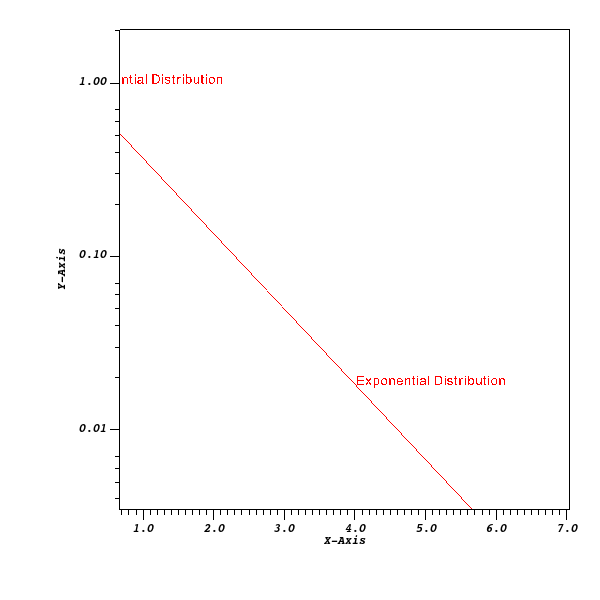 1.00
ntial Distribution
0.10
Y-Axis
Exponential Distribution
0.01
1.0 2.0 3.0 4.0 5.0 6.0 7.0
X-Axis